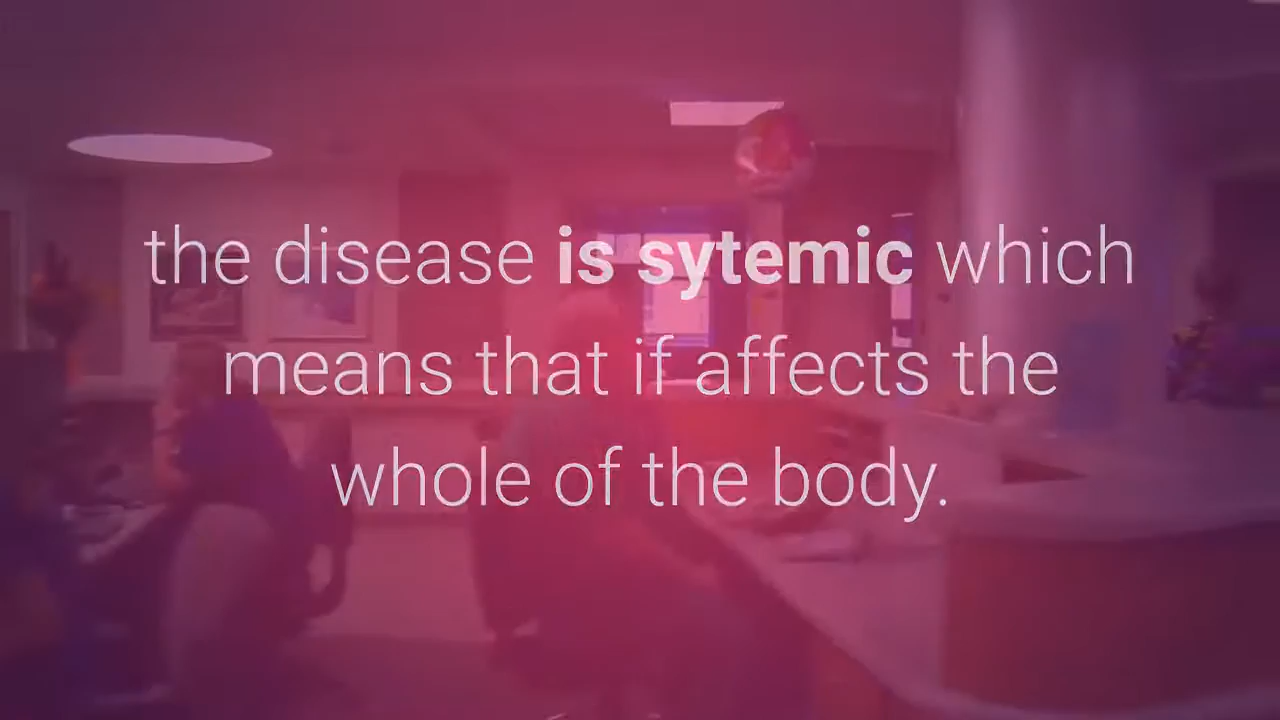 the disease is sytemic which
means that if affects the
whole of the body.